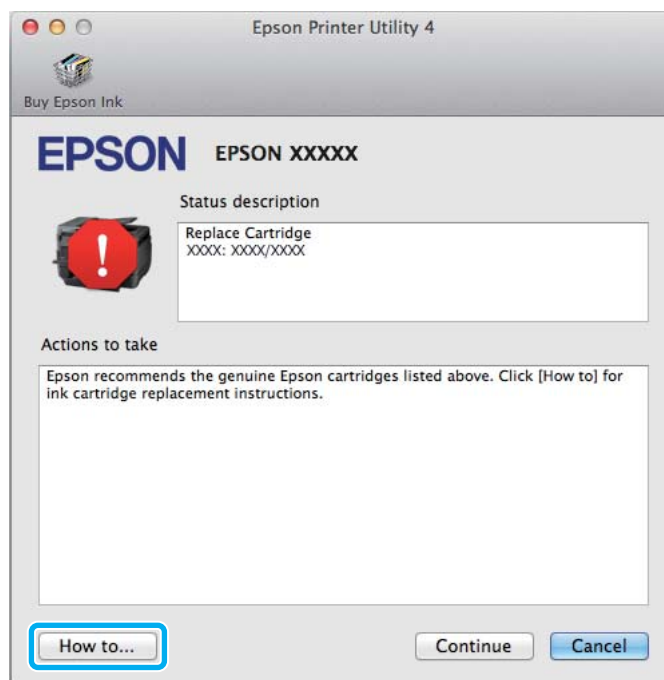 Epson Printer Utility 4
Buy Epson Ink
EPSON
EPSON XXXXX
Status description
Replace Cartridge
XXXX: XXXX/XXXX
Actions to take
Epson recommends the genuine Epson cartridges listed above. Click [How to] for
ink cartridge replacement instructions.
How to...
Continue
Cancel